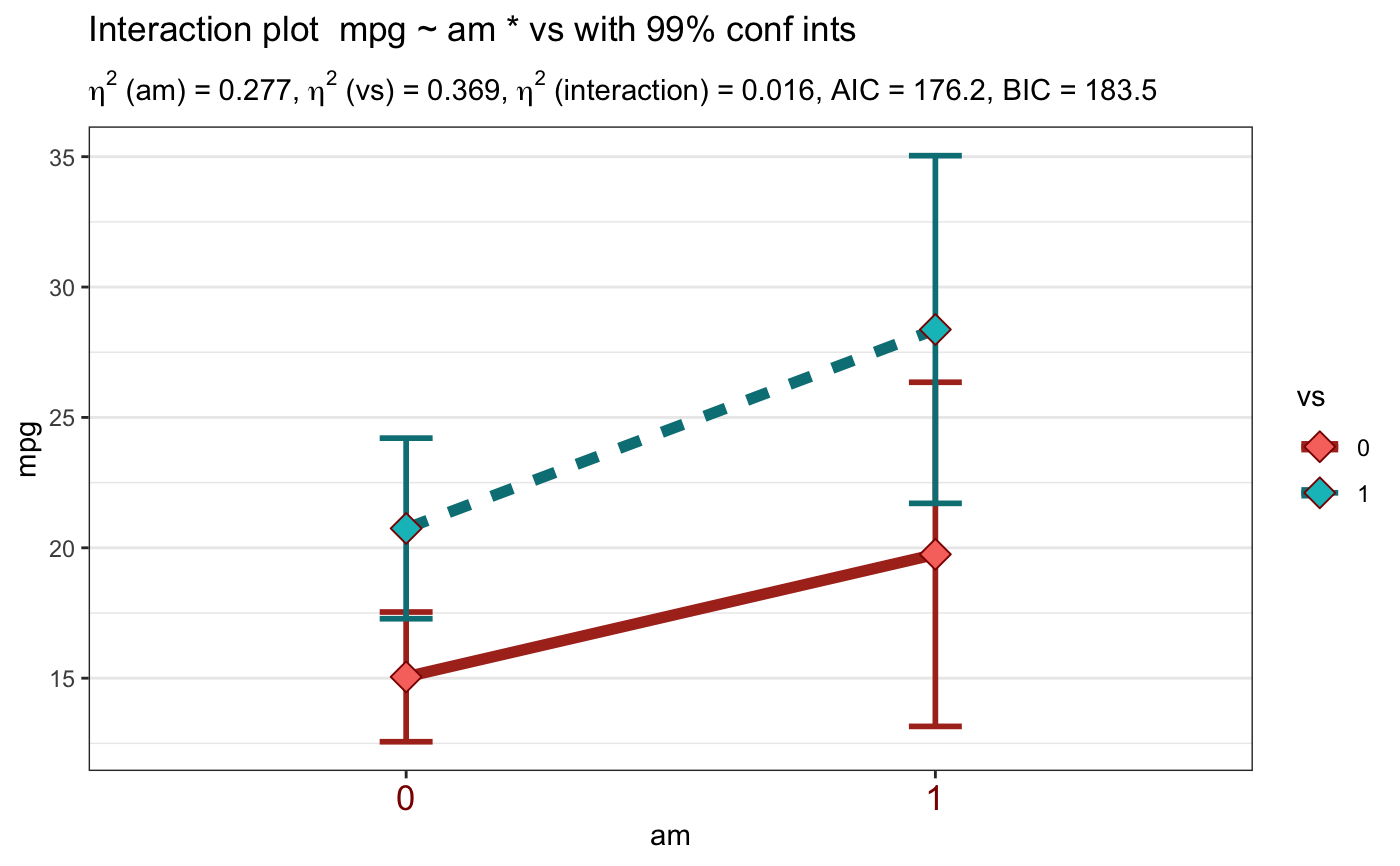 Interaction plot  mpg ~ am * vs with 99% conf ints
η² (am) = 0.277, η² (vs) = 0.369, η² (interaction) = 0.016, AIC = 176.2, BIC = 183.5
35
30
25
20
15
mpg
0
1
am
vs
0
1